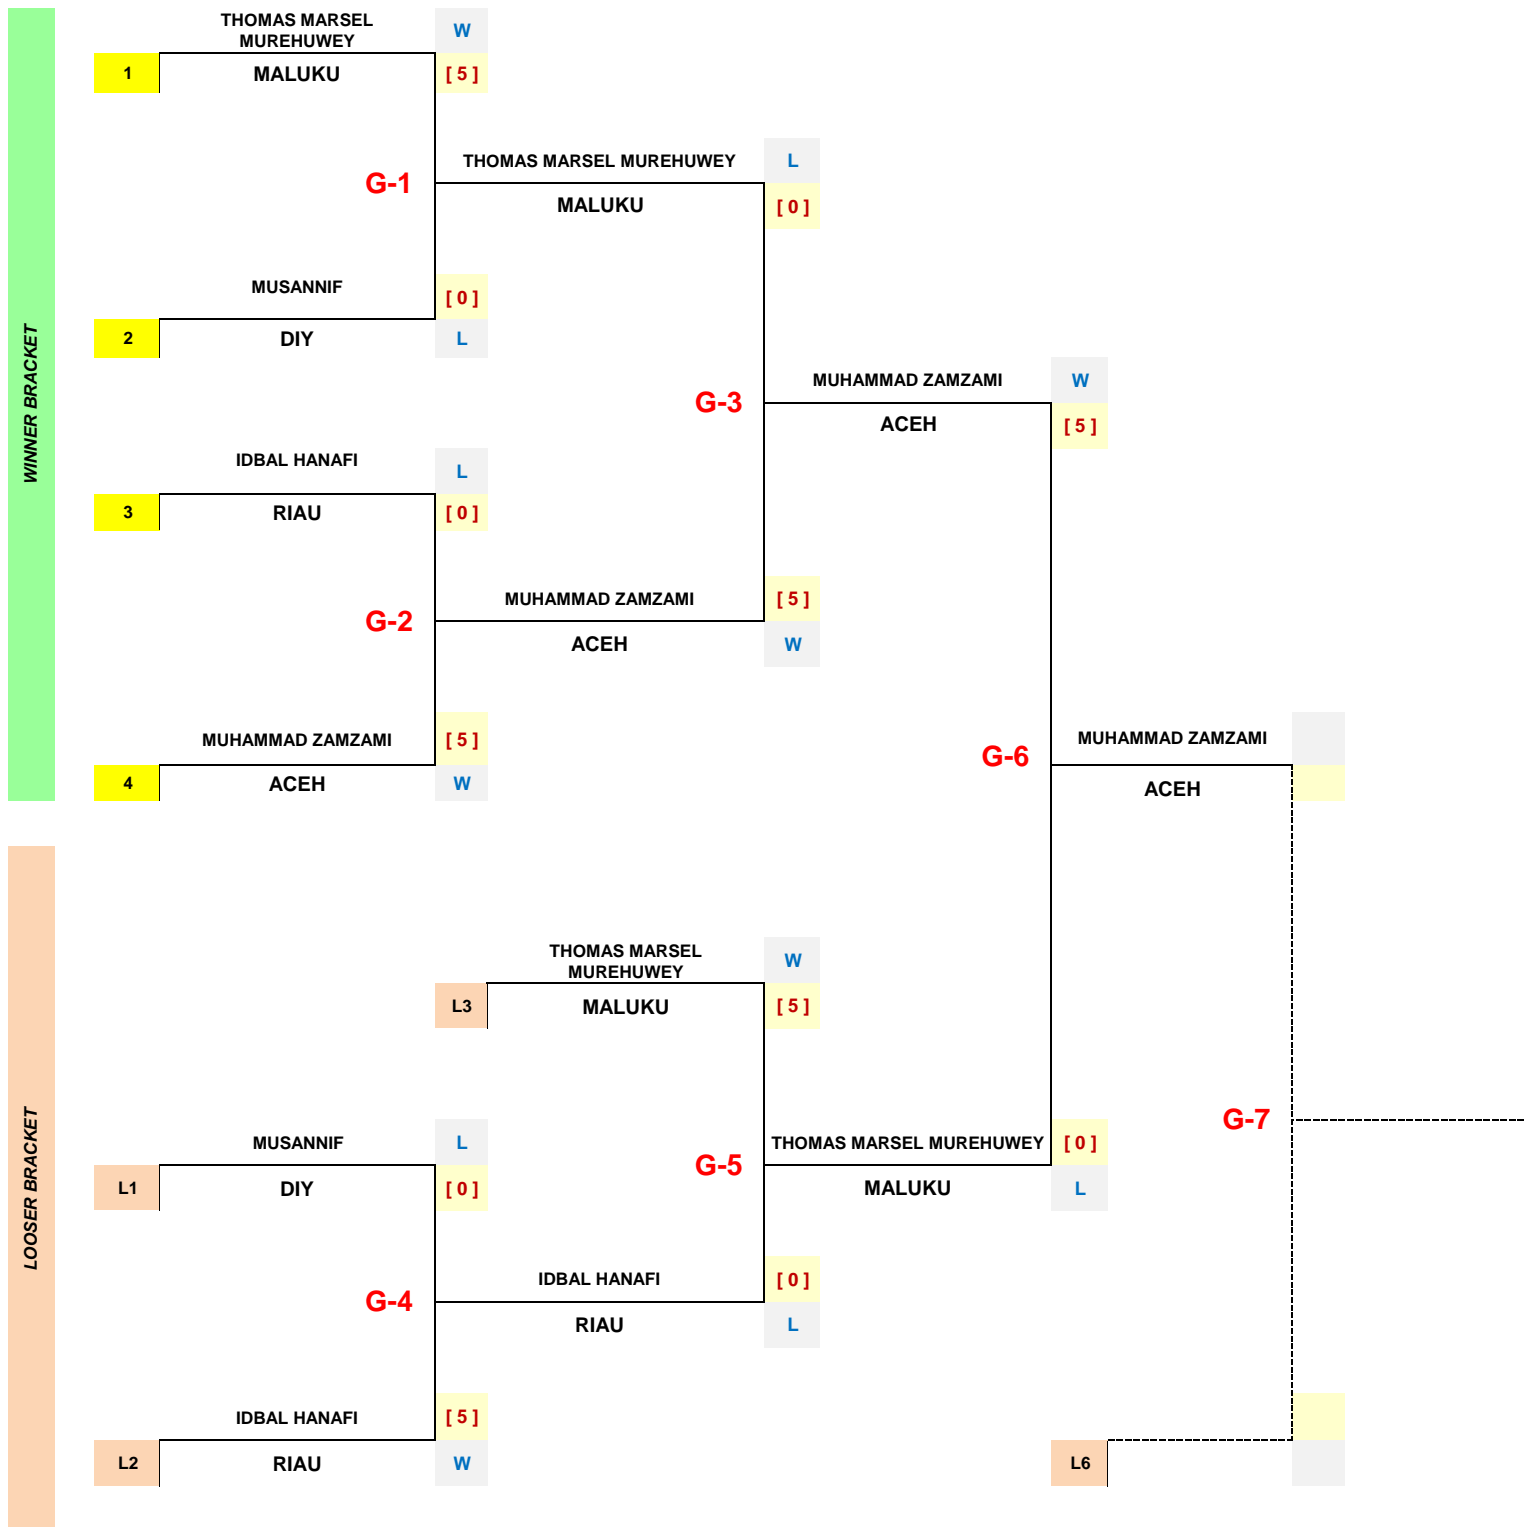 THOMAS MARSEL
MUREHUWEY
W
1
MALUKU
[ 5 ]
THOMAS MARSEL MUREHUWEY
L
G-1
MALUKU
[ 0 ]
MUSANNIF
[ 0 ]
2
DIY
L
WINNER BRACKET
MUHAMMAD ZAMZAMI
W
G-3
ACEH
[ 5 ]
IDBAL HANAFI
L
3
RIAU
[ 0 ]
MUHAMMAD ZAMZAMI
[ 5 ]
G-2
ACEH
W
MUHAMMAD ZAMZAMI
[ 5 ]
4
ACEH
W
G-6
MUHAMMAD ZAMZAMI
ACEH
THOMAS MARSEL
MUREHUWEY
W
L3
MALUKU
[ 5 ]
LOOSER BRACKET
MUSANNIF
L
L1
DIY
[ 0 ]
G-5
THOMAS MARSEL MUREHUWEY
[ 0 ]
MALUKU
L
G-7
IDBAL HANAFI
[ 0 ]
G-4
RIAU
L
IDBAL HANAFI
[ 5 ]
L2
RIAU
W
L6